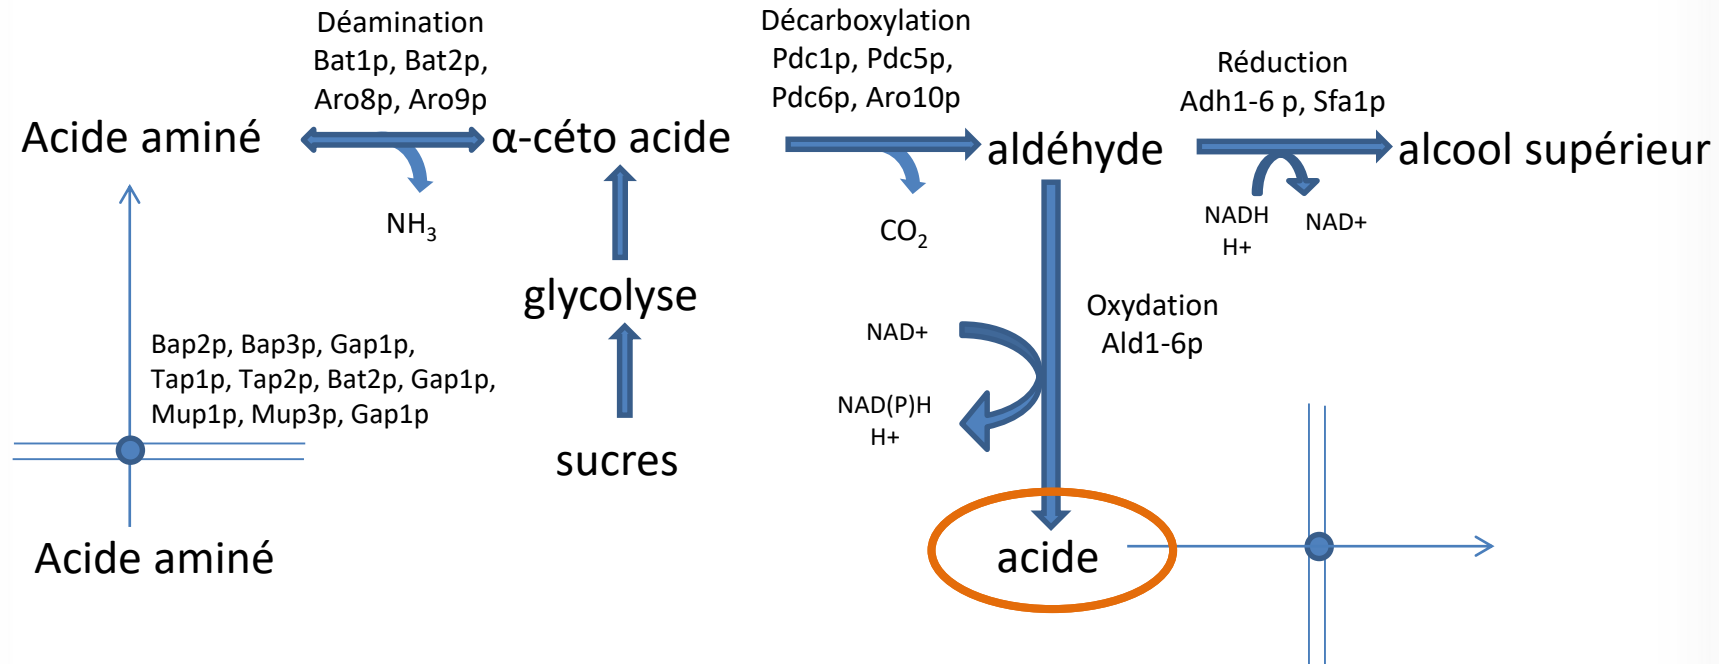 Déamination
Bat1p, Bat2p,
Aro8p, Aro9p
Décarboxylation
Pdc1p, Pdc5p,
Pdc6p, Aro10p
Réduction
Adh1-6 p, Sfa1p
Acide aminé
α-céto acide
aldéhyde
alcool supérieur
NH3
CO2
NADH
H+
NAD+
glycolyse
Oxydation
Ald1-6p
NAD+
Bap2p, Bap3p, Gap1p,
Tap1p, Tap2p, Bat2p, Gap1p,
Mup1p, Mup3p, Gap1p
NAD(P)H
H+
sucres
Acide aminé
acide